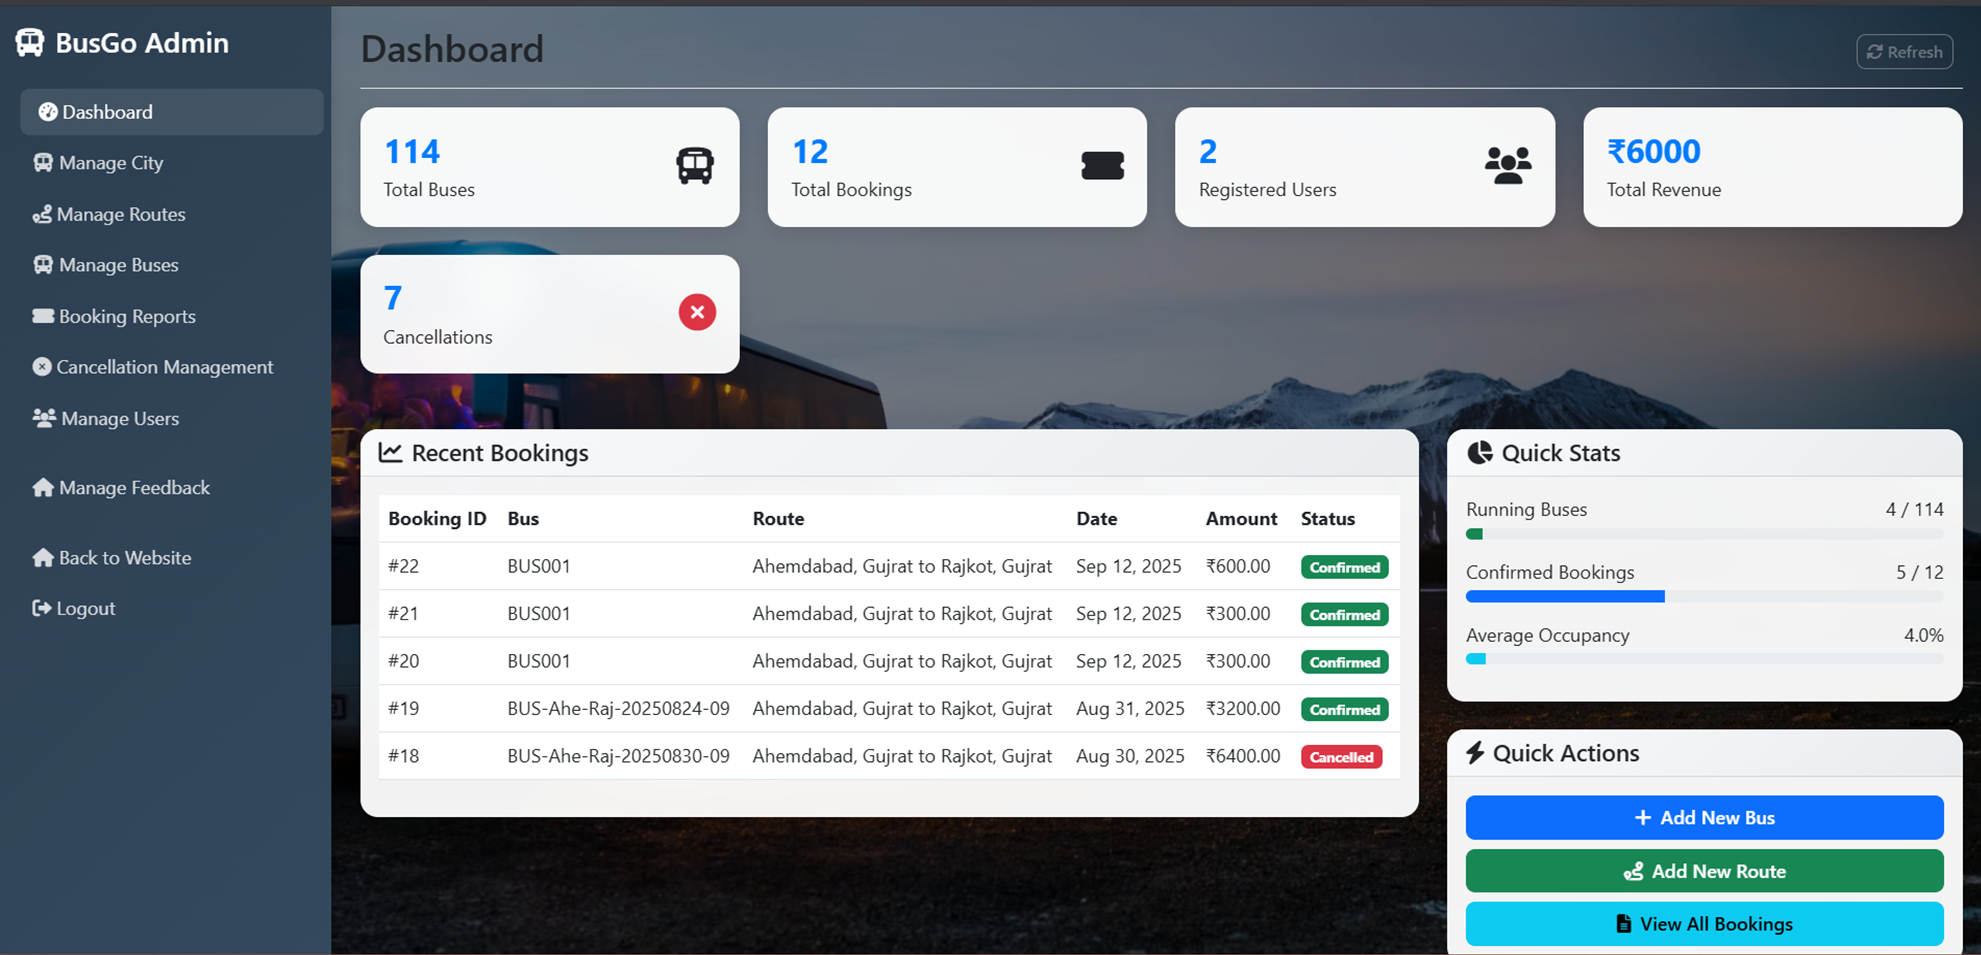 BusGo Admin
Dashboard
Manage City
Manage Routes
Manage Buses
Booking Reports
Cancellation Management
Manage Users
Manage Feedback
Back to Website
Logout
Dashboard
Refresh
114
Total Buses
12
Total Bookings
2
Registered Users
₹6000
Total Revenue
7
Cancellations
Recent Bookings
Booking ID Bus Route Date Amount Status
#22 BUS001 Ahemdabad, Gujrat to Rajkot, Gujrat Sep 12, 2025 ₹600.00 Confirmed
#21 BUS001 Ahemdabad, Gujrat to Rajkot, Gujrat Sep 12, 2025 ₹300.00 Confirmed
#20 BUS001 Ahemdabad, Gujrat to Rajkot, Gujrat Sep 12, 2025 ₹300.00 Confirmed
#19 BUS-Ahe-Raj-20250824-09 Ahemdabad, Gujrat to Rajkot, Gujrat Aug 31, 2025 ₹3200.00 Confirmed
#18 BUS-Ahe-Raj-20250830-09 Ahemdabad, Gujrat to Rajkot, Gujrat Aug 30, 2025 ₹6400.00 Cancelled
Quick Stats
Running Buses 4 / 114
Confirmed Bookings 5 / 12
Average Occupancy 4.0%
Quick Actions
+ Add New Bus
Add New Route
View All Bookings